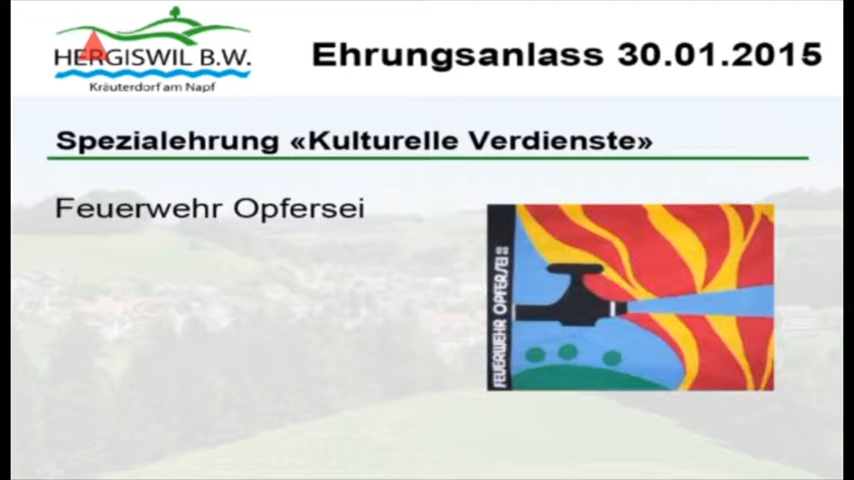 HERGISWIL B.W.
Kräuterdorf am Napf
Ehrungsanlass 30.01.2015
Spezialehrung «Kulturelle Verdienste»
Feuerwehr Opfersei
FEUERWEHR OPFERSEI